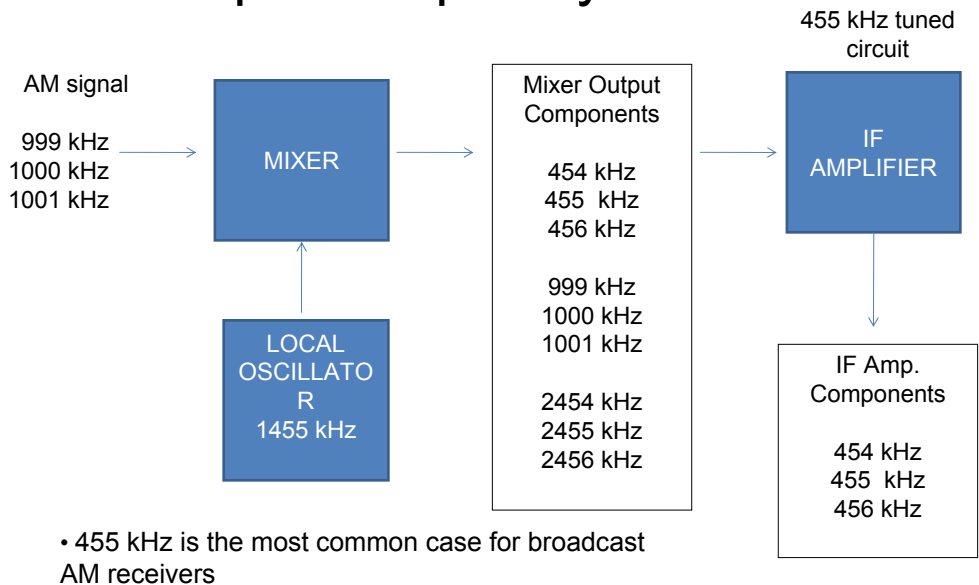 455 kHz tuned
circuit
AM signal
999 kHz
1000 kHz
1001 kHz
MIXER
LOCAL
OSCILLATO
R
1455 kHz
Mixer Output
Components
454 kHz
455 kHz
456 kHz
999 kHz
1000 kHz
1001 kHz
2454 kHz
2455 kHz
2456 kHz
IF
AMPLIFIER
IF Amp.
Components
454 kHz
455 kHz
456 kHz
• 455 kHz is the most common case for broadcast
AM receivers